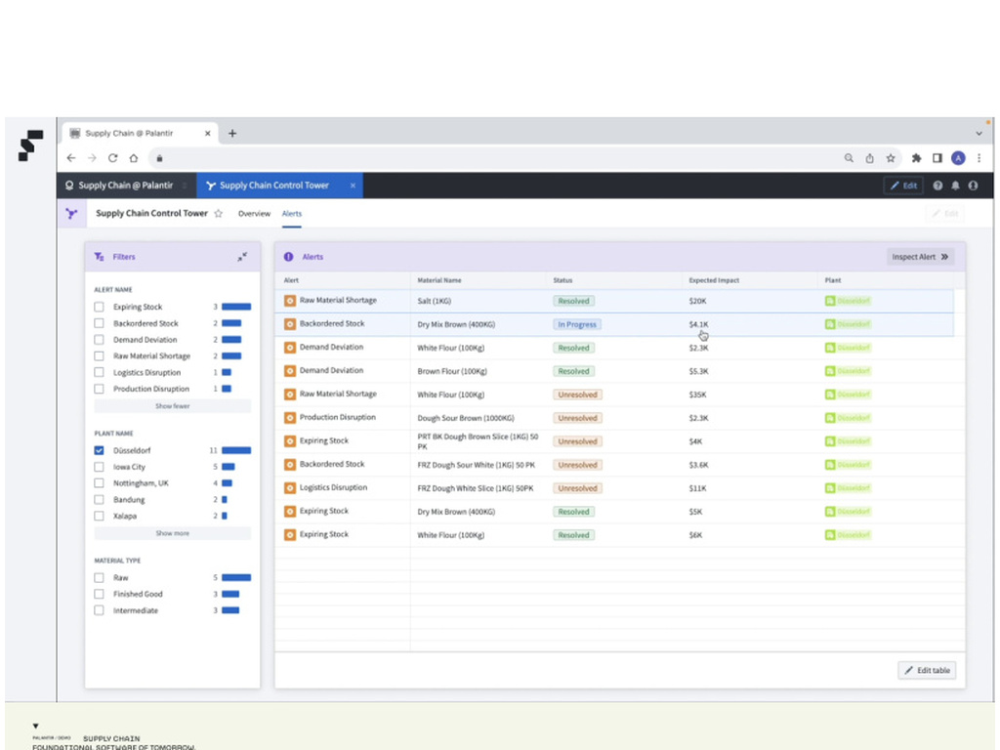 Supply Chain @ Palantir
Supply Chain @ Palantir
Supply Chain Control Tower
Edit
A
Supply Chain Control Tower
Overview
Alerts
Edit
Filters
Alerts
Inspect Alert
ALERT NAME
Expiring Stock 3
Backordered Stock 2
Demand Deviation 2
Raw Material Shortage 2
Logistics Disruption 1
Production Disruption 1
Show fewer
PLANT NAME
Düsseldorf 11
Iowa City 5
Nottingham, UK 4
Bandung 2
Xalapa 2
Show more
MATERIAL TYPE
Raw 5
Finished Good 3
Intermediate 3
Alert Material Name Status Expected Impact Plant
Raw Material Shortage Salt (1KG) Resolved $20K Düsseldorf
Backordered Stock Dry Mix Brown (400KG) In Progress $4.1K Düsseldorf
Demand Deviation White Flour (100Kg) Resolved $2.3K Düsseldorf
Demand Deviation Brown Flour (100Kg) Resolved $5.3K Düsseldorf
Raw Material Shortage White Flour (100Kg) Unresolved $35K Düsseldorf
Production Disruption Dough Sour Brown (1000KG) Unresolved $2.3K Düsseldorf
Expiring Stock PRT BK Dough Brown Slice (1KG) 50 PK Unresolved $4K Düsseldorf
Backordered Stock FRZ Dough Sour White (1KG) 50 PK Unresolved $3.6K Düsseldorf
Logistics Disruption FRZ Dough White Slice (1KG) 50PK Unresolved $11K Düsseldorf
Expiring Stock Dry Mix Brown (400KG) Resolved $5K Düsseldorf
Expiring Stock White Flour (100Kg) Resolved $6K Düsseldorf
Edit table
PALANTIR / DEMO SUPPLY CHAIN
FOUNDATIONAL SOFTWARE OF TOMORROW.